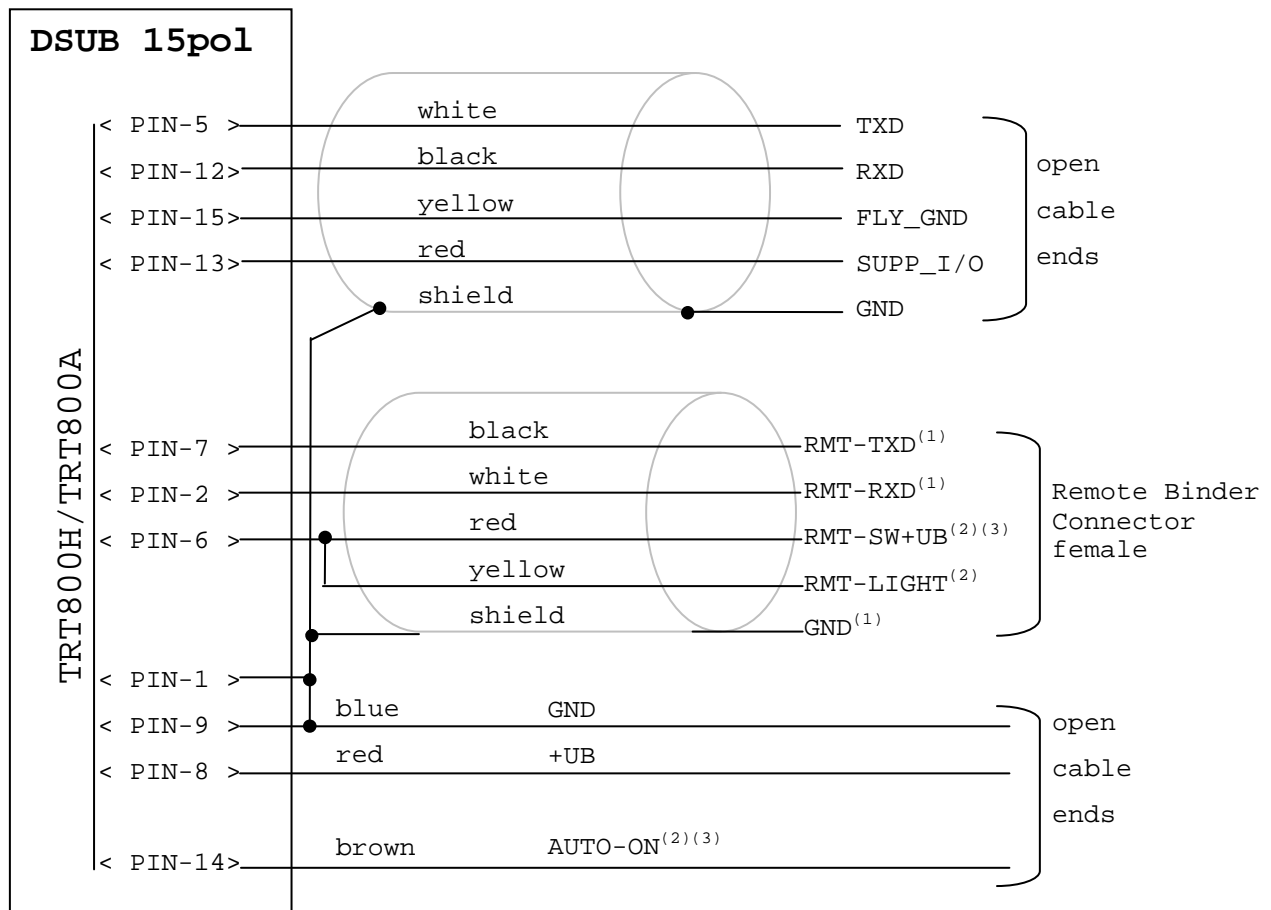 DSUB 15pol
TRT800H/TRT800A
< PIN-5 > white TXD
< PIN-12> black RXD
< PIN-15> yellow FLY_GND
< PIN-13> red SUPP_I/O
shield GND
open
cable
ends
< PIN-7 > black RMT-TXD(1)
< PIN-2 > white RMT-RXD(1)
< PIN-6 > red RMT-SW+UB(2)(3)
yellow RMT-LIGHT(2)
shield GND(1)
Remote Binder
Connector
female
< PIN-1 >
< PIN-9 > blue GND
< PIN-8 > red +UB
< PIN-14> brown AUTO-ON(2)(3)
open
cable
ends